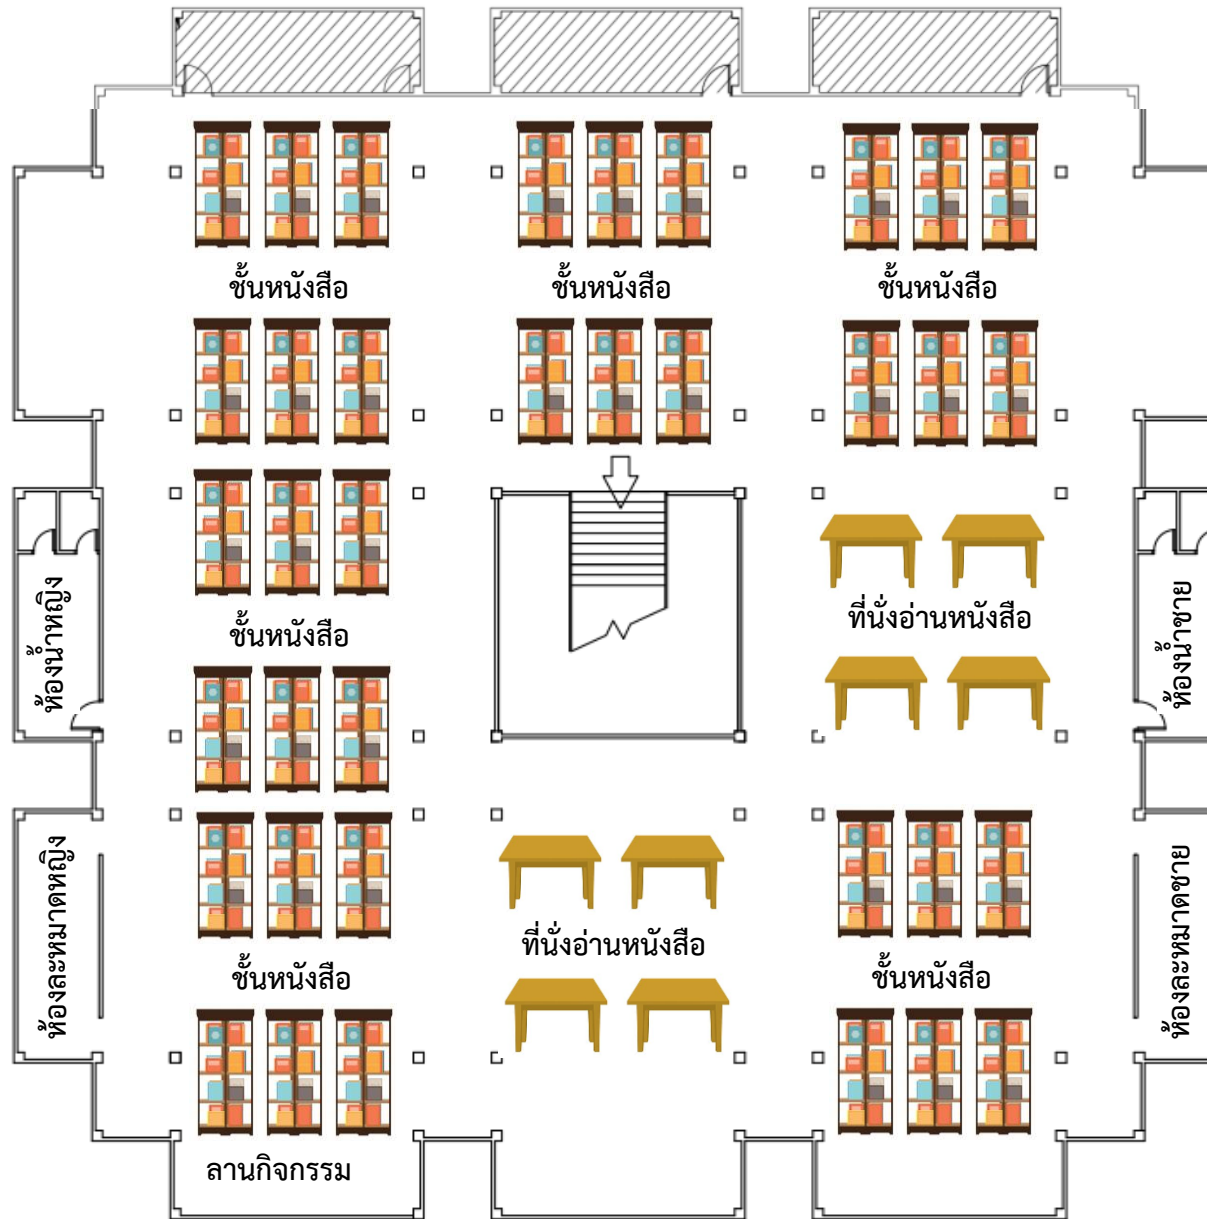 ชั้นหนังสือ
ชั้นหนังสือ
ชั้นหนังสือ
ห้องน้ำหญิง
ชั้นหนังสือ
ที่นั่งอ่านหนังสือ
ห้องน้ำชาย
ห้องละหมาดหญิง
ชั้นหนังสือ
ที่นั่งอ่านหนังสือ
ชั้นหนังสือ
ห้องละหมาดชาย
ลานกิจกรรม